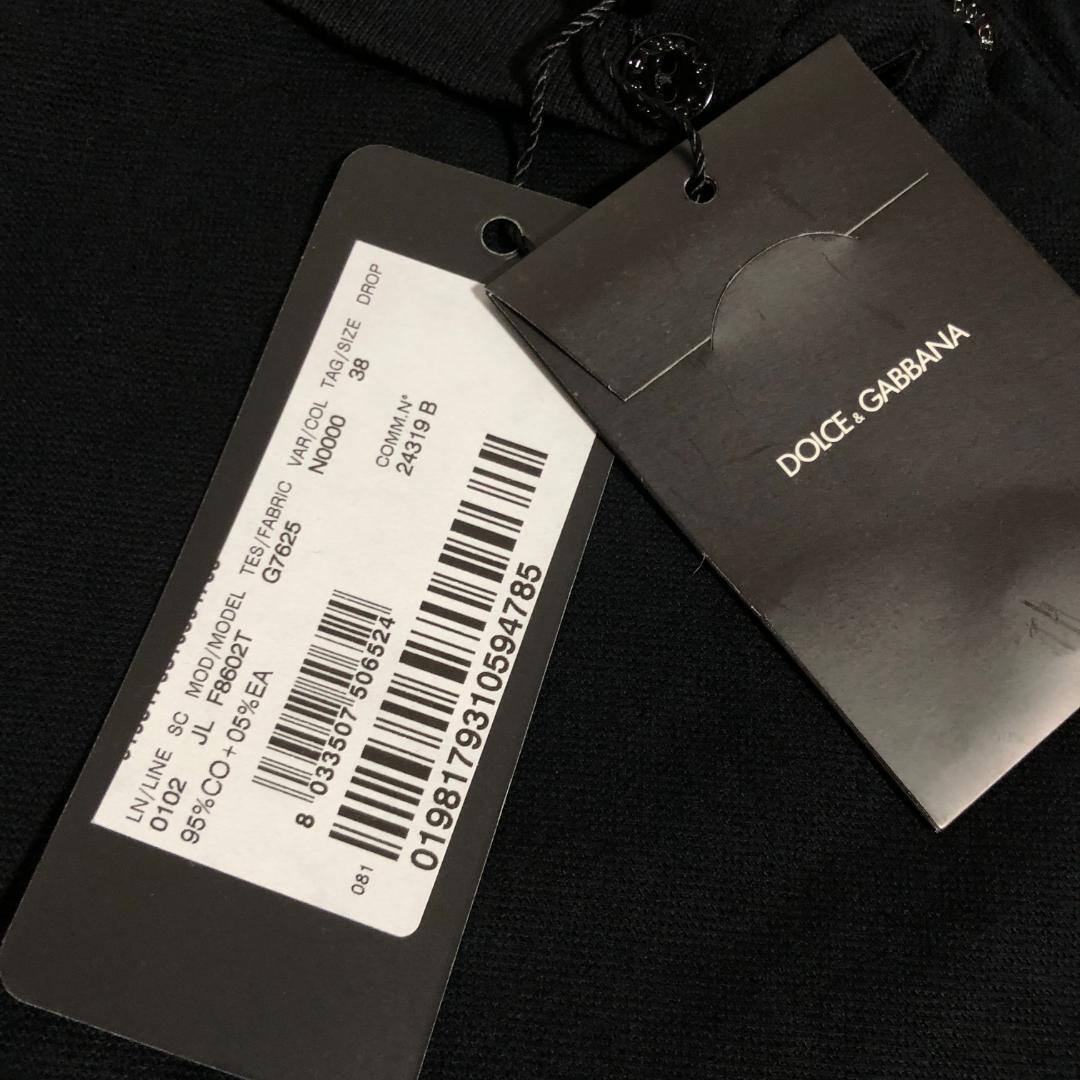 LN/LINE SC MOD/MODEL TES/FABRIC VAR/COL TAG/SIZE DROP
0102 JL F8602T G7625 N0000 38
95%CO+05%EA
COMM.N°
24319 B
8 033507 506524
081
0198179310594785
DOLCE & GABBANA